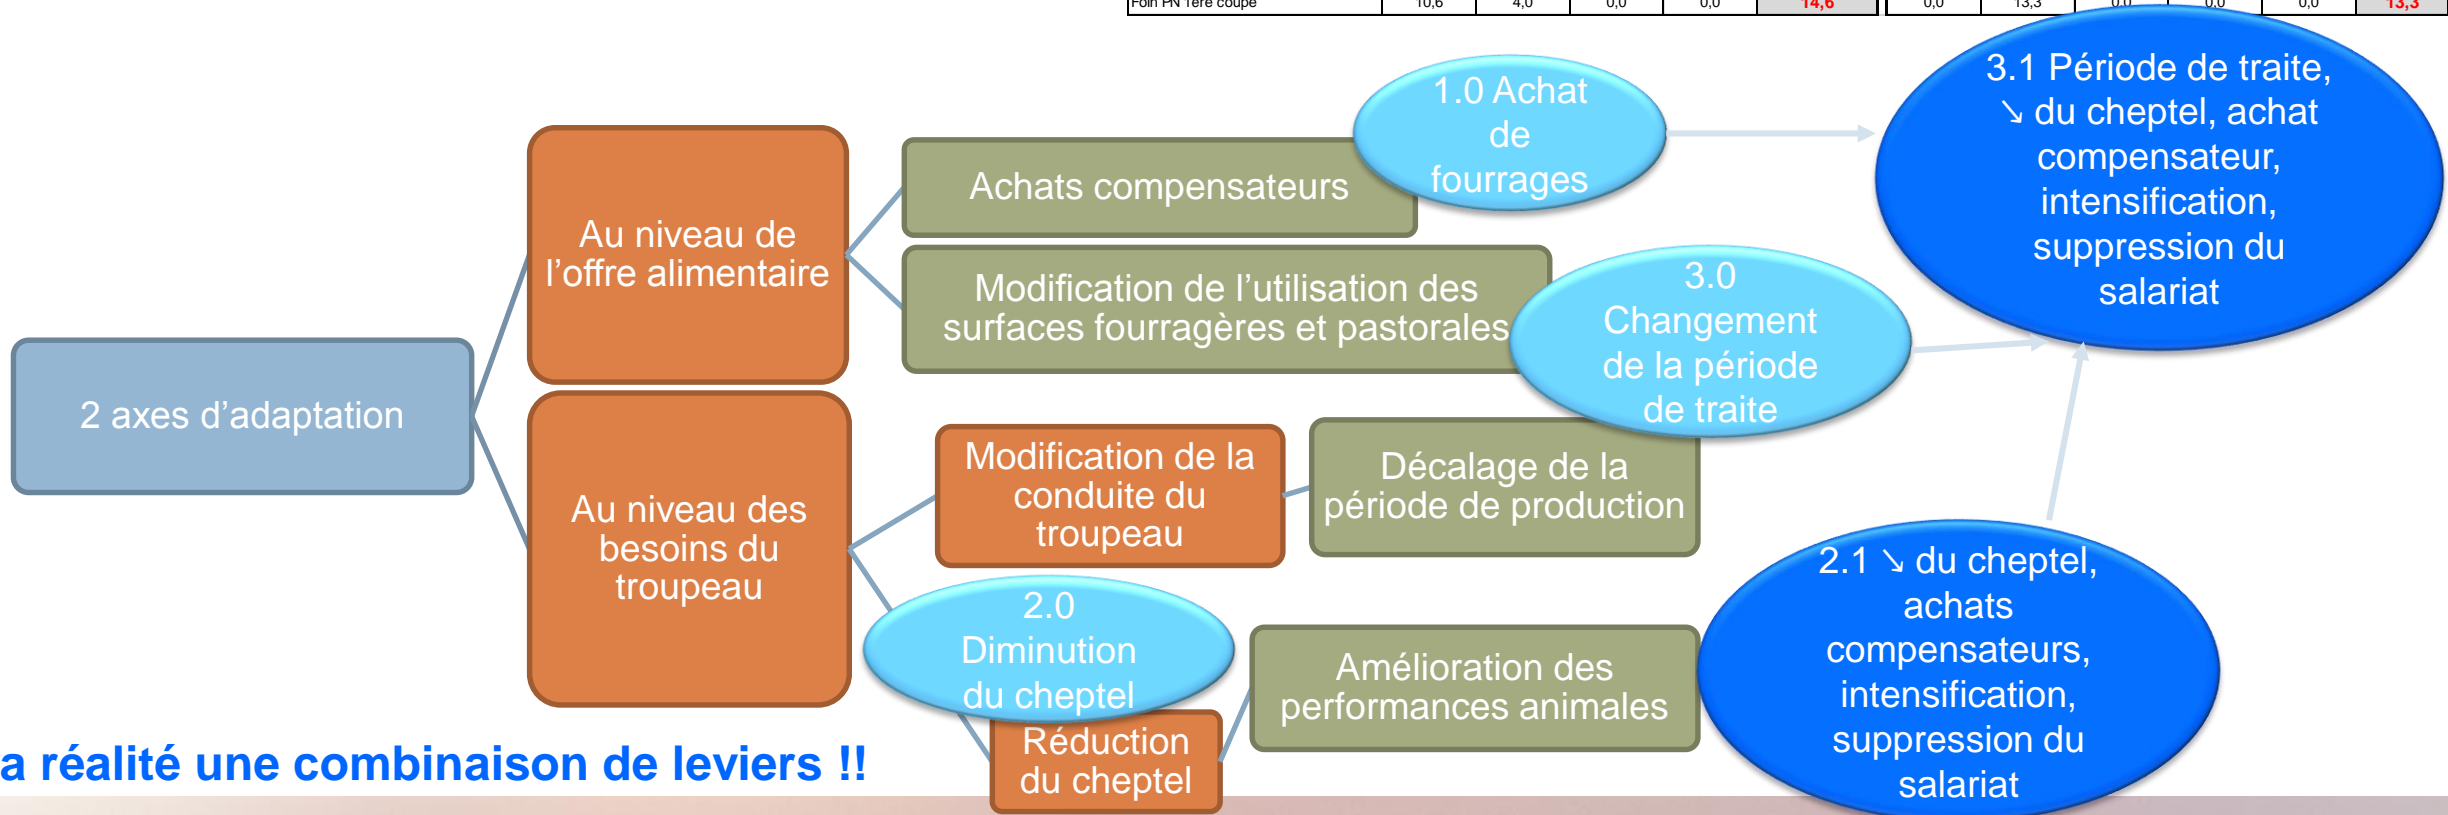 Foin PN 1ère coupe 10,6 4,0 0,0 0,0 14,6 0,0 13,3 0,0 0,0 0,0 13,3
1.0 Achat
de
fourrages
3.1 Période de traite,
↘ du cheptel, achat
compensateur,
intensification,
suppression du
salariat
Achats compensateurs
Au niveau de
l’offre alimentaire
Modification de l’utilisation des
surfaces fourragères et pastorales
3.0
Changement
de la période
de traite
2 axes d’adaptation
Modification de la
conduite du
troupeau
Décalage de la
période de production
Au niveau des
besoins du
troupeau
2.0
Diminution
du cheptel
2.1 ↘ du cheptel,
achats
compensateurs,
intensification,
suppression du
salariat
Amélioration des
performances animales
Réduction
du cheptel
a réalité une combinaison de leviers !!